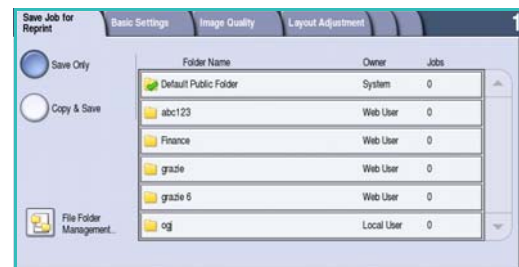 Save Job for
Reprint
Basic Settings
Image Quality
Layout Adjustment
1
Save Only
Copy & Save
File Folder
Management...
Folder Name Owner Jobs
Default Public Folder System 0
abc123 Web User 0
Finance Web User 0
grazie Web User 0
grazie 6 Web User 0
ogj Local User 0